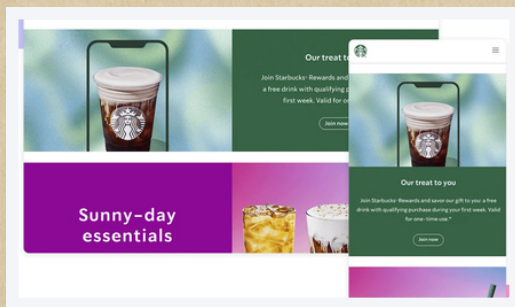 Our treat to
Join Starbucks® Rewards and
a free drink with qualifying
first week. Valid for
Join now
Sunny-day
essentials
Our treat to you
Join Starbucks® Rewards and savor our gift to you: a free
drink with qualifying purchase during your first week. Valid
for one-time use.*
Join now